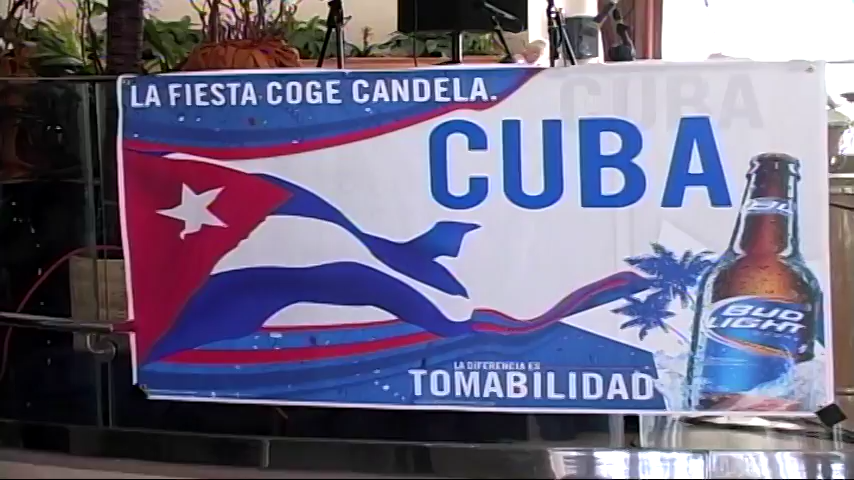 LA FIESTA COGE CANDELA.
CUBA
BUD LIGHT
LA DIFERENCIA ES
TOMABILIDAD